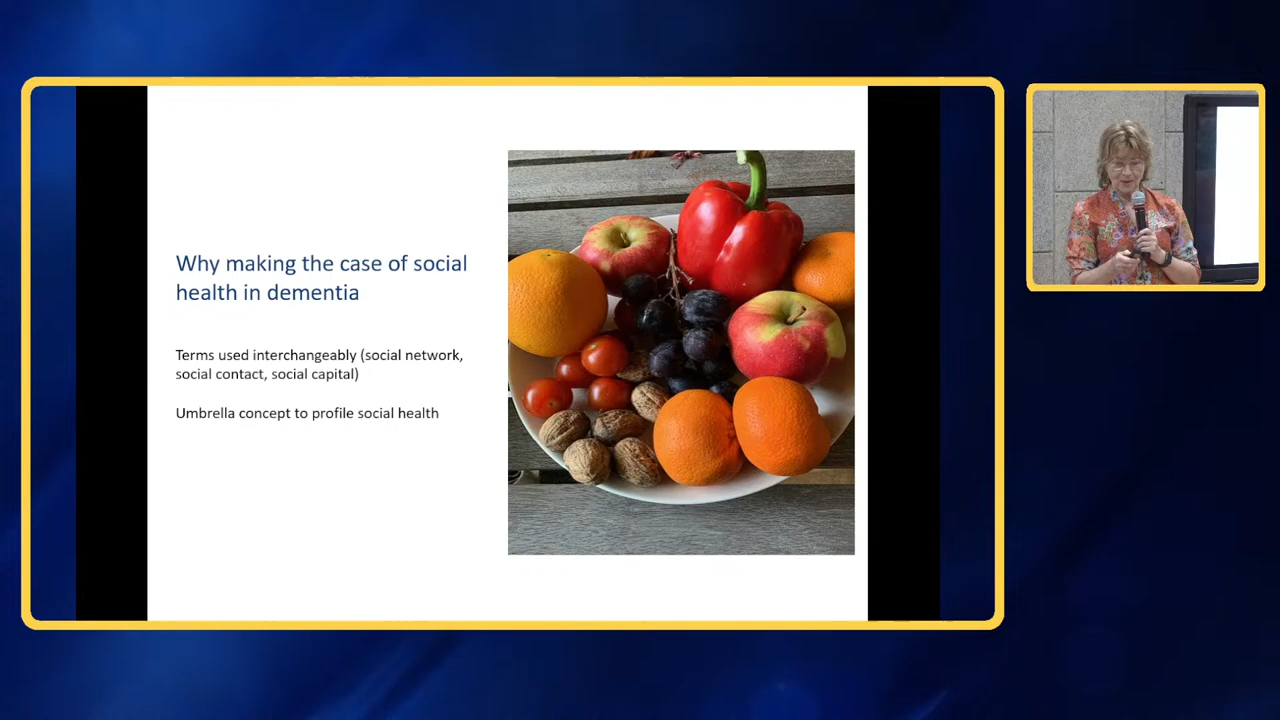 Why making the case of social
health in dementia
Terms used interchangeably (social network,
social contact, social capital)
Umbrella concept to profile social health